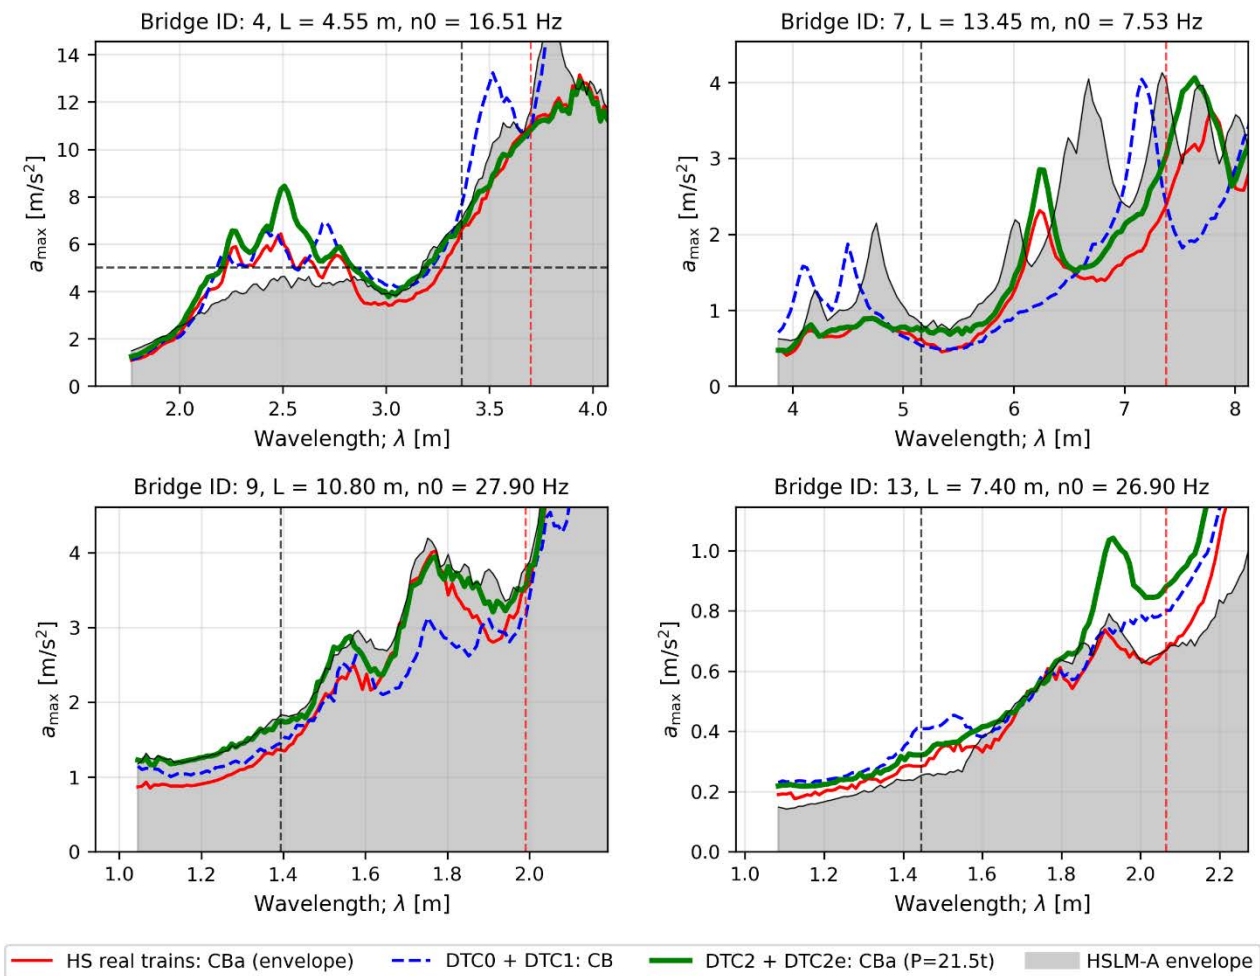 Bridge ID: 4, L = 4.55 m, n0 = 16.51 Hz
14
12
10
8
6
4
2
0
a_max [m/s²]
2.0 2.5 3.0 3.5 4.0
Wavelength; λ [m]
Bridge ID: 7, L = 13.45 m, n0 = 7.53 Hz
4
3
2
1
0
a_max [m/s²]
4 5 6 7 8
Wavelength; λ [m]
Bridge ID: 9, L = 10.80 m, n0 = 27.90 Hz
4
3
2
1
0
a_max [m/s²]
1.0 1.2 1.4 1.6 1.8 2.0
Wavelength; λ [m]
Bridge ID: 13, L = 7.40 m, n0 = 26.90 Hz
1.0
0.8
0.6
0.4
0.2
0.0
a_max [m/s²]
1.0 1.2 1.4 1.6 1.8 2.0 2.2
Wavelength; λ [m]
HS real trains: CBa (envelope) DTC0 + DTC1: CB DTC2 + DTC2e: CBa (P=21.5t) HSLM-A envelope